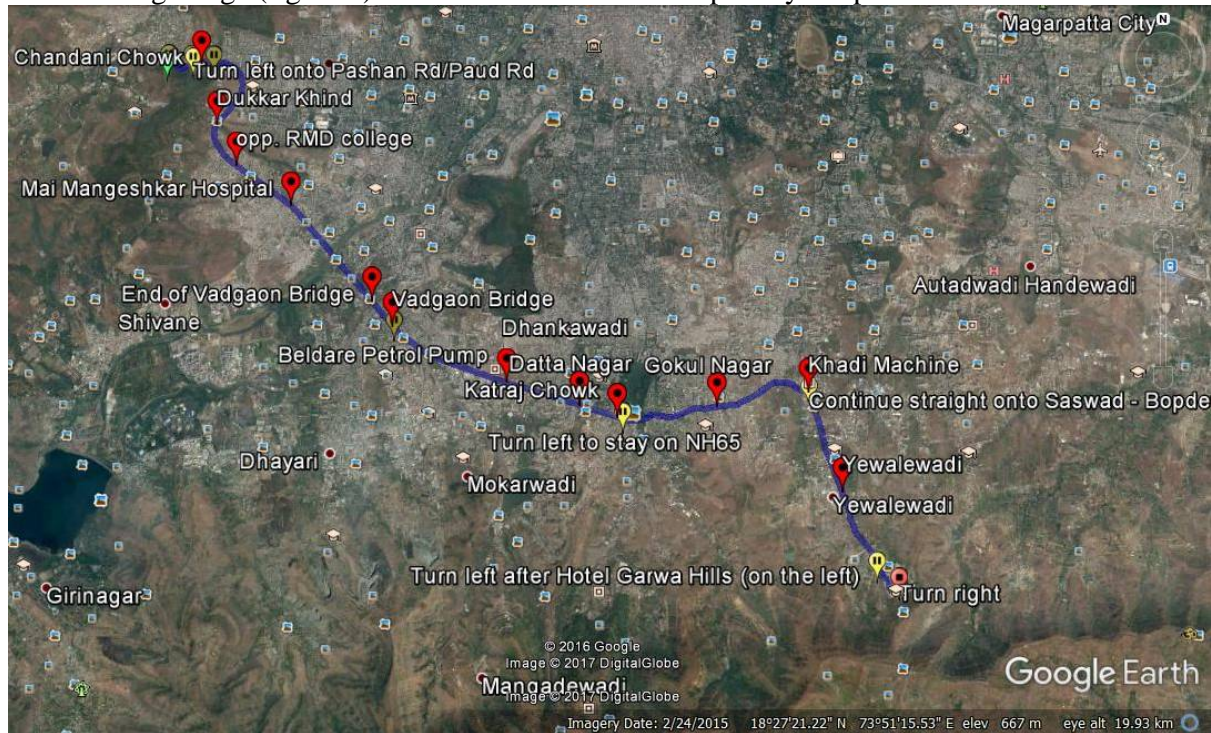 Magarpatta City
N
Chandani Chowk
Turn left onto Pashan Rd/Paud Rd
Dukkar Khind
opp. RMD college
Mai Mangeshkar Hospital
Autadwadi Handewadi
End of Vadgaon Bridge
Vadgaon Bridge
Shivane
Dhankawadi
Beldare Petrol Pump
Datta Nagar
Gokul Nagar
Khadi Machine
Katraj Chowk
Continue straight onto Saswad - Bopde
Turn left to stay on NH65
Dhayari
Yewalewadi
Mokarwadi
Yewalewadi
Turn left after Hotel Garwa Hills (on the left)
Girinagar
Turn right
© 2016 Google
Image © 2017 DigitalGlobe
Google Earth
Mangadewadi
Image © 2017 DigitalGlobe
Imagery Date: 2/24/2015 18°27'21.22" N 73°51'15.53" E elev 667 m eye alt 19.93 km